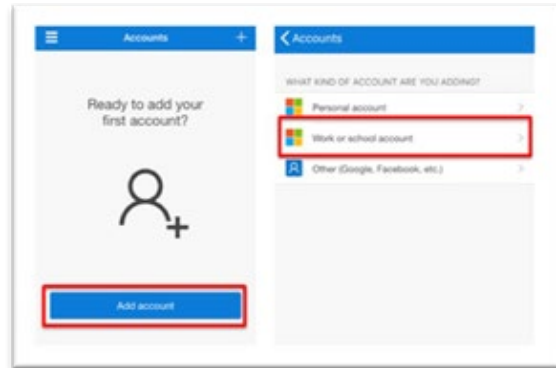 Accounts
Ready to add your
first account?
Add account
Accounts
WHAT KIND OF ACCOUNT ARE YOU ADDING?
Personal account
Work or school account
Other (Google, Facebook, etc.)